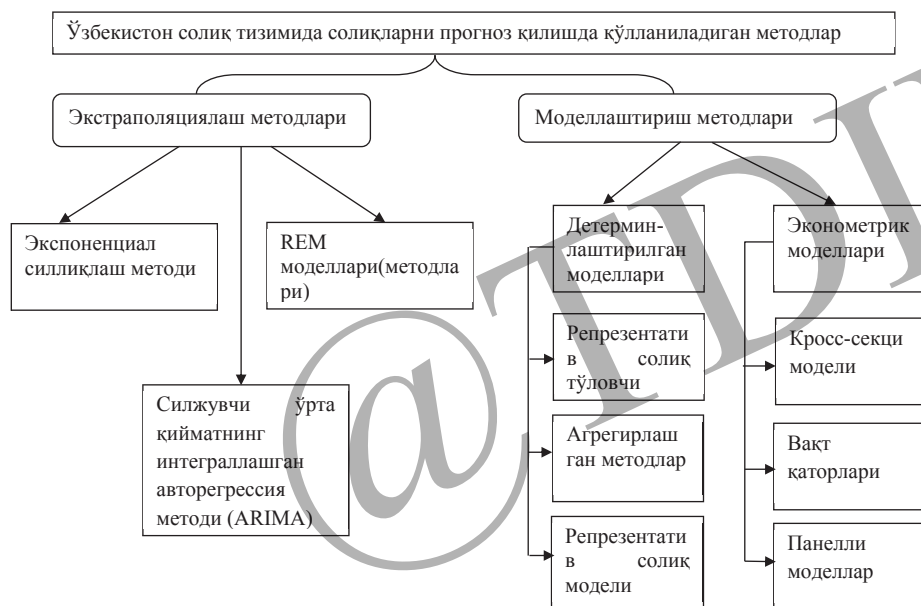 Ўзбекистон солиқ тизимида солиқларни прогноз қилишда қўлланиладиган методлар
Экстраполяциялаш методлари
Моделлаштириш методлари
Экспоненциал
силлиқлаш методи
REM
моделлари(методла
ри)
Силжувчи ўрта
қийматнинг
интеграллашган
авторегрессия
методи (ARIMA)
Детермин-
лаштирилган
моделлари
Репрезентати
в солиқ
тўловчи
Агрегирлаш
ган методлар
Репрезентати
в солиқ
модели
Эконометрик
моделлари
Кросс-секци
модели
Вақт
қаторлари
Панелли
моделлар
@TDI